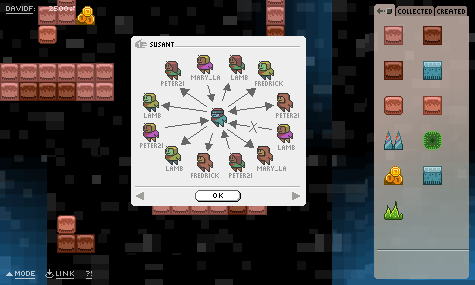 DAVIDF: 2500
COLLECTED CREATED
SUSANT
PETER21 MARY_LA LAMB FREDRICK
LAMB PETER21
PETER21 LAMB
LAMB FREDRICK PETER21 MARY_LA
OK
MODE LINK ?!